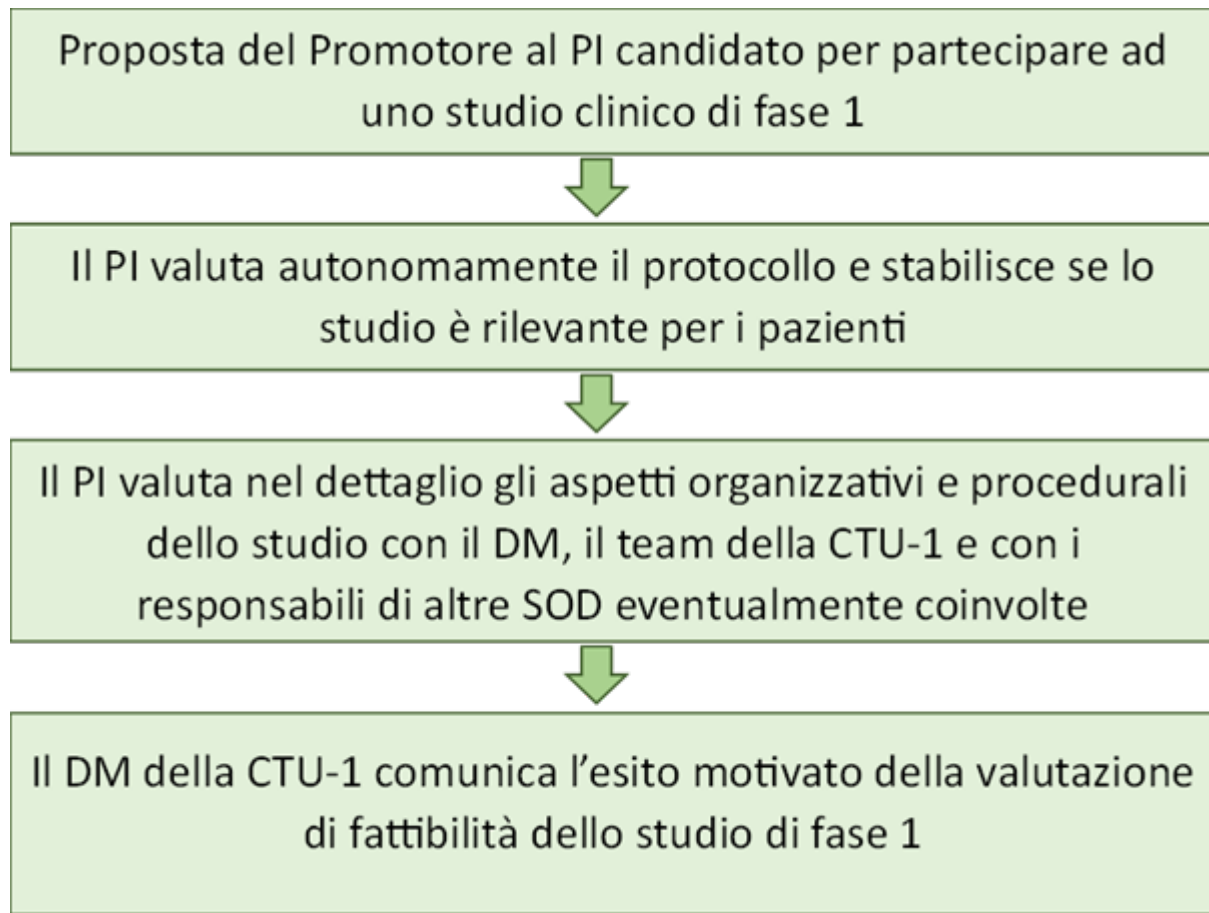 Proposta del Promotore al PI candidato per partecipare ad
uno studio clinico di fase 1
Il PI valuta autonomamente il protocollo e stabilisce se lo
studio è rilevante per i pazienti
Il PI valuta nel dettaglio gli aspetti organizzativi e procedurali
dello studio con il DM, il team della CTU-1 e con i
responsabili di altre SOD eventualmente coinvolte
Il DM della CTU-1 comunica l’esito motivato della valutazione
di fattibilità dello studio di fase 1